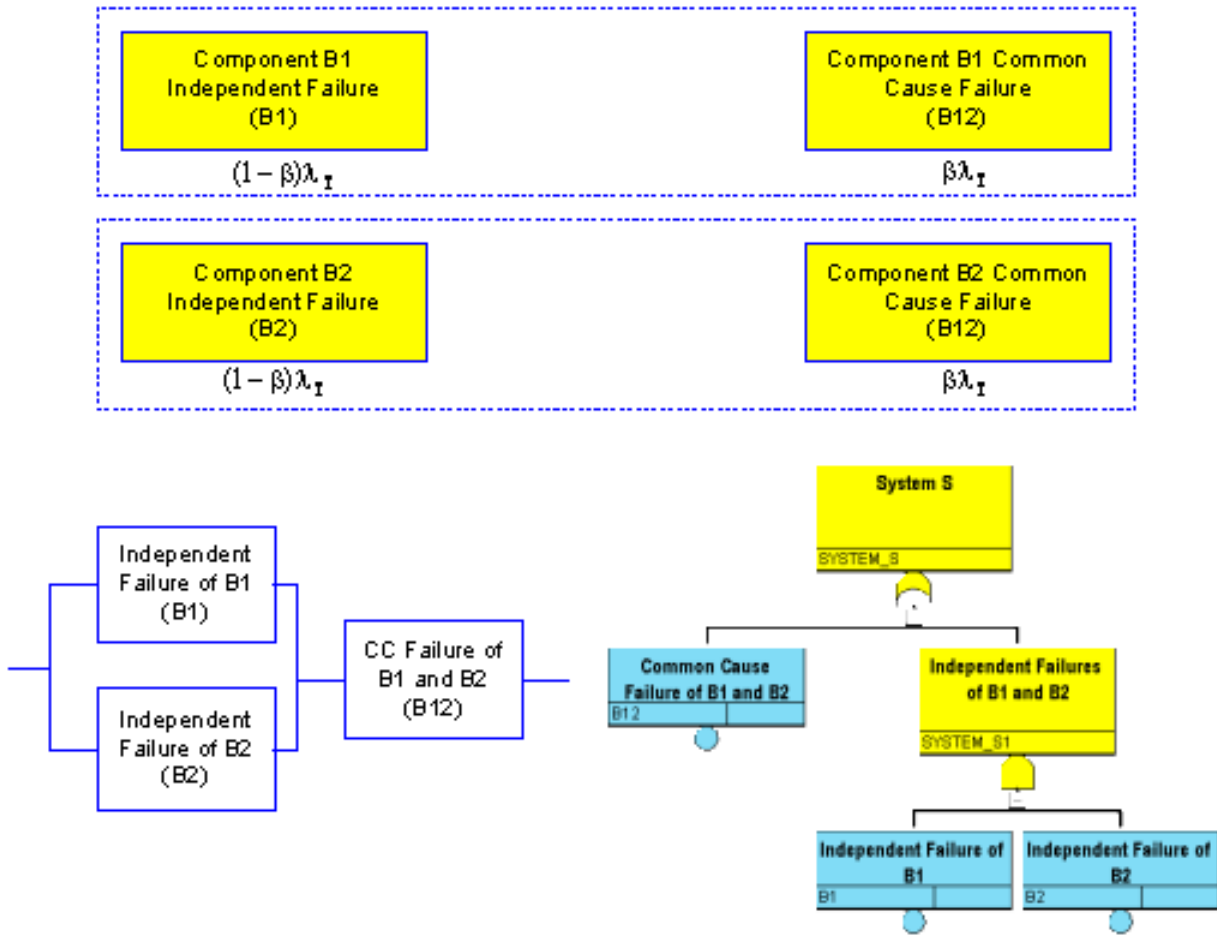 Component B1
Independent Failure
(B1)
Component B1 Common
Cause Failure
(B12)
(1 − β)λ_I
βλ_I
Component B2
Independent Failure
(B2)
Component B2 Common
Cause Failure
(B12)
(1 − β)λ_I
βλ_I
Independent
Failure of B1
(B1)
Independent
Failure of B2
(B2)
CC Failure of
B1 and B2
(B12)
System S
SYSTEM_S
Common Cause
Failure of B1 and B2
B12
Independent Failures
of B1 and B2
SYSTEM_S1
Independent Failure of
B1
B1
Independent Failure of
B2
B2